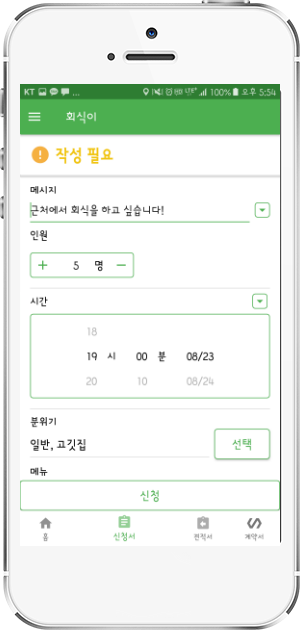 KT ... LTE 100% 오후 5:54
회식이
작성 필요
메시지
근처에서 회식을 하고 싶습니다!
인원
+ 5 명 −
시간
18
19 시 00 분 08/23
20 10 08/24
분위기
일반, 고깃집 선택
메뉴
신청
홈 신청서 견적서 계약서